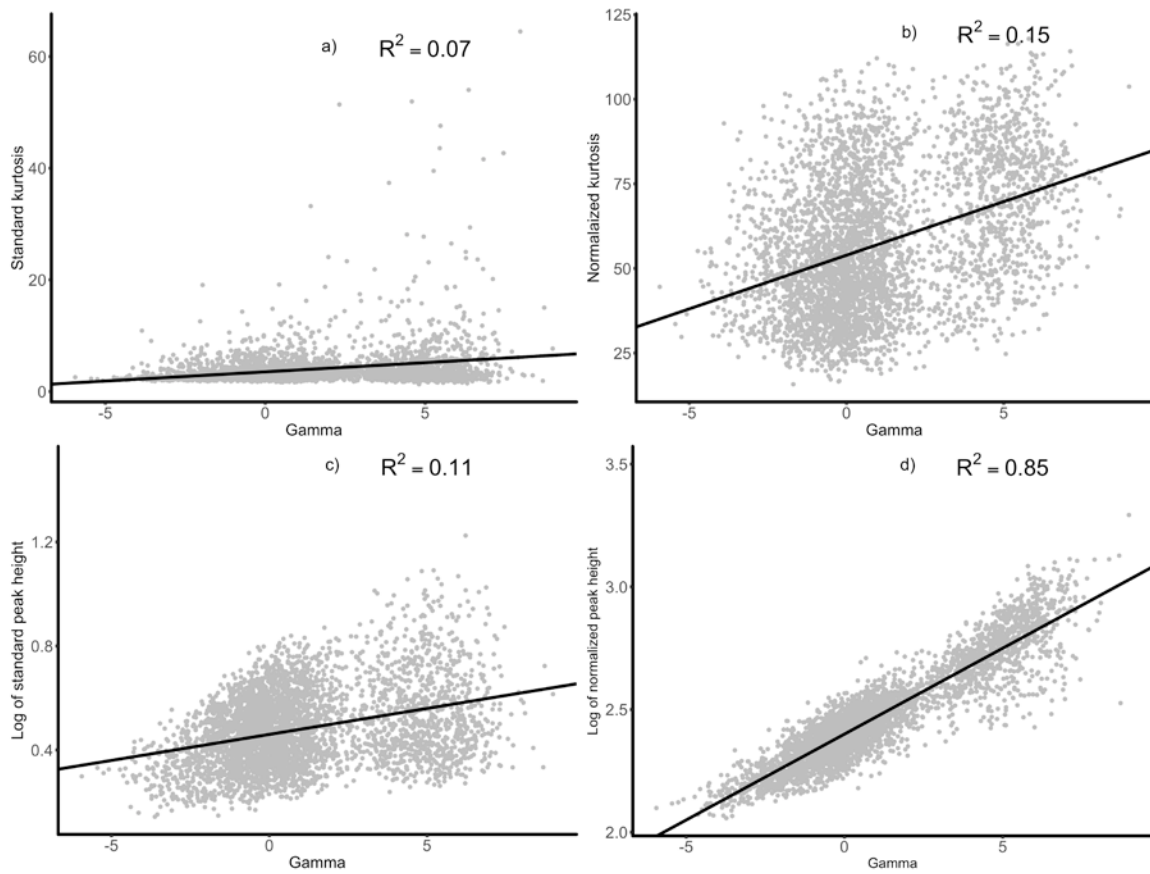 a) R² = 0.07
60
40
20
0
Standard kurtosis
-5 0 5
Gamma
b) R² = 0.15
125
100
75
50
25
Normalaized kurtosis
-5 0 5
Gamma
c) R² = 0.11
1.2
0.8
0.4
Log of standard peak height
-5 0 5
Gamma
d) R² = 0.85
3.5
3.0
2.5
2.0
Log of normalized peak height
-5 0 5
Gamma